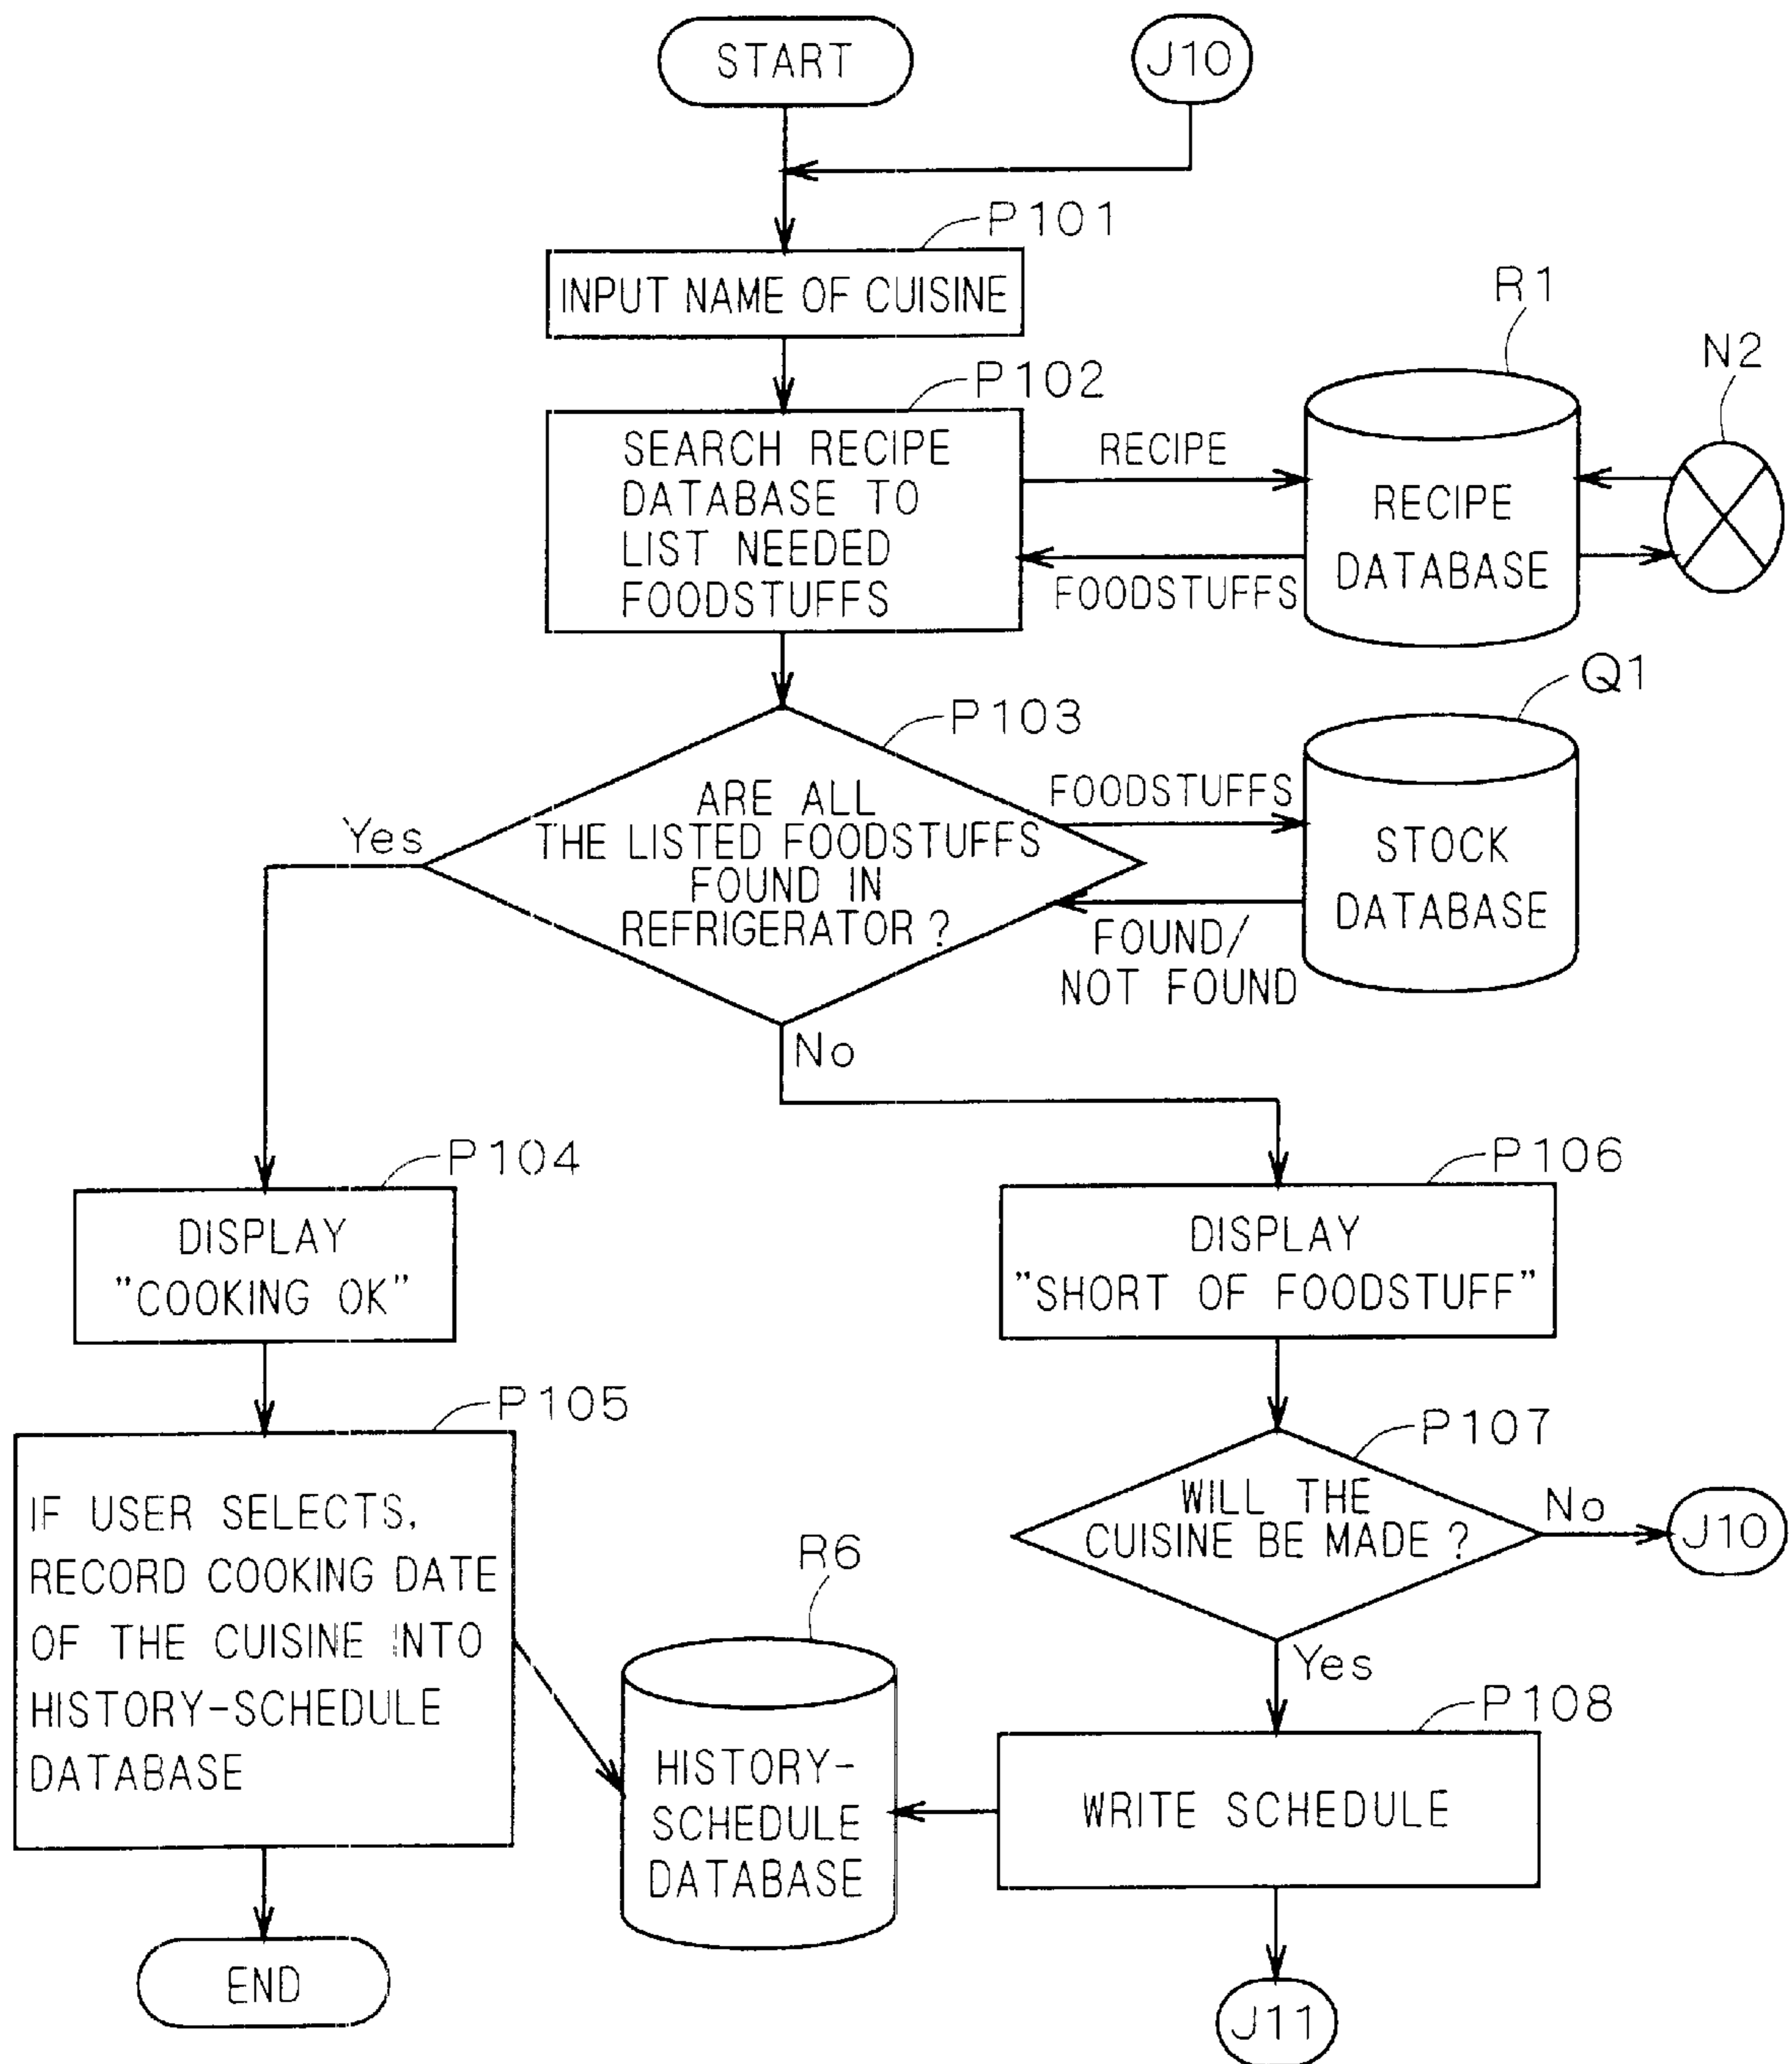 START
J10
P101
INPUT NAME OF CUISINE
R1
N2
P102
SEARCH RECIPE
DATABASE TO
LIST NEEDED
FOODSTUFFS
RECIPE
FOODSTUFFS
RECIPE
DATABASE
Q1
P103
ARE ALL
THE LISTED FOODSTUFFS
FOUND IN
REFRIGERATOR ?
FOODSTUFFS
FOUND/
NOT FOUND
STOCK
DATABASE
Yes
No
P104
DISPLAY
"COOKING OK"
P106
DISPLAY
"SHORT OF FOODSTUFF"
P105
IF USER SELECTS,
RECORD COOKING DATE
OF THE CUISINE INTO
HISTORY-SCHEDULE
DATABASE
P107
WILL THE
CUISINE BE MADE ?
No
J10
Yes
R6
HISTORY-
SCHEDULE
DATABASE
P108
WRITE SCHEDULE
END
J11